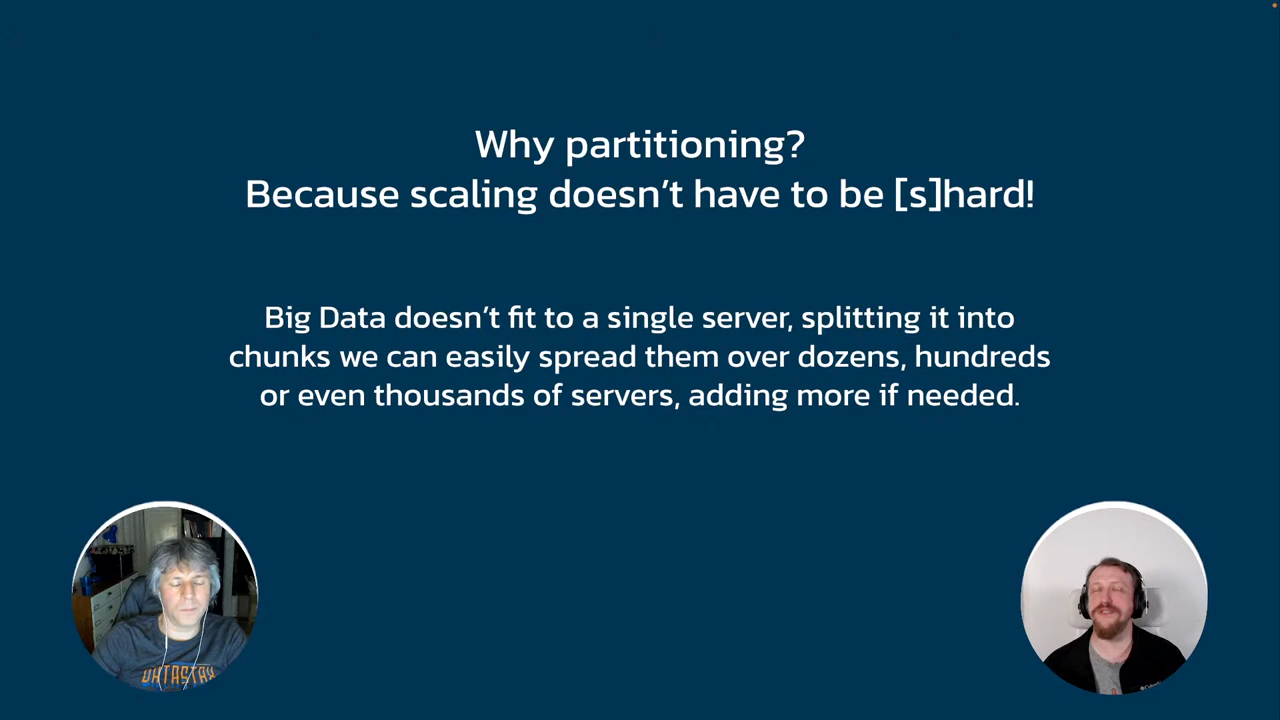 Why partitioning?
Because scaling doesn't have to be [s]hard!
Big Data doesn't fit to a single server, splitting it into
chunks we can easily spread them over dozens, hundreds
or even thousands of servers, adding more if needed.
DATASTAX